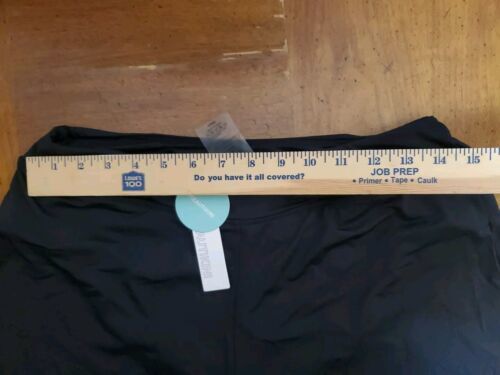 1 2 3 4 5 6 7 8 9 10 11 12 13 14 15
LOWE'S
100
Do you have it all covered?
JOB PREP
• Primer • Tape • Caulk